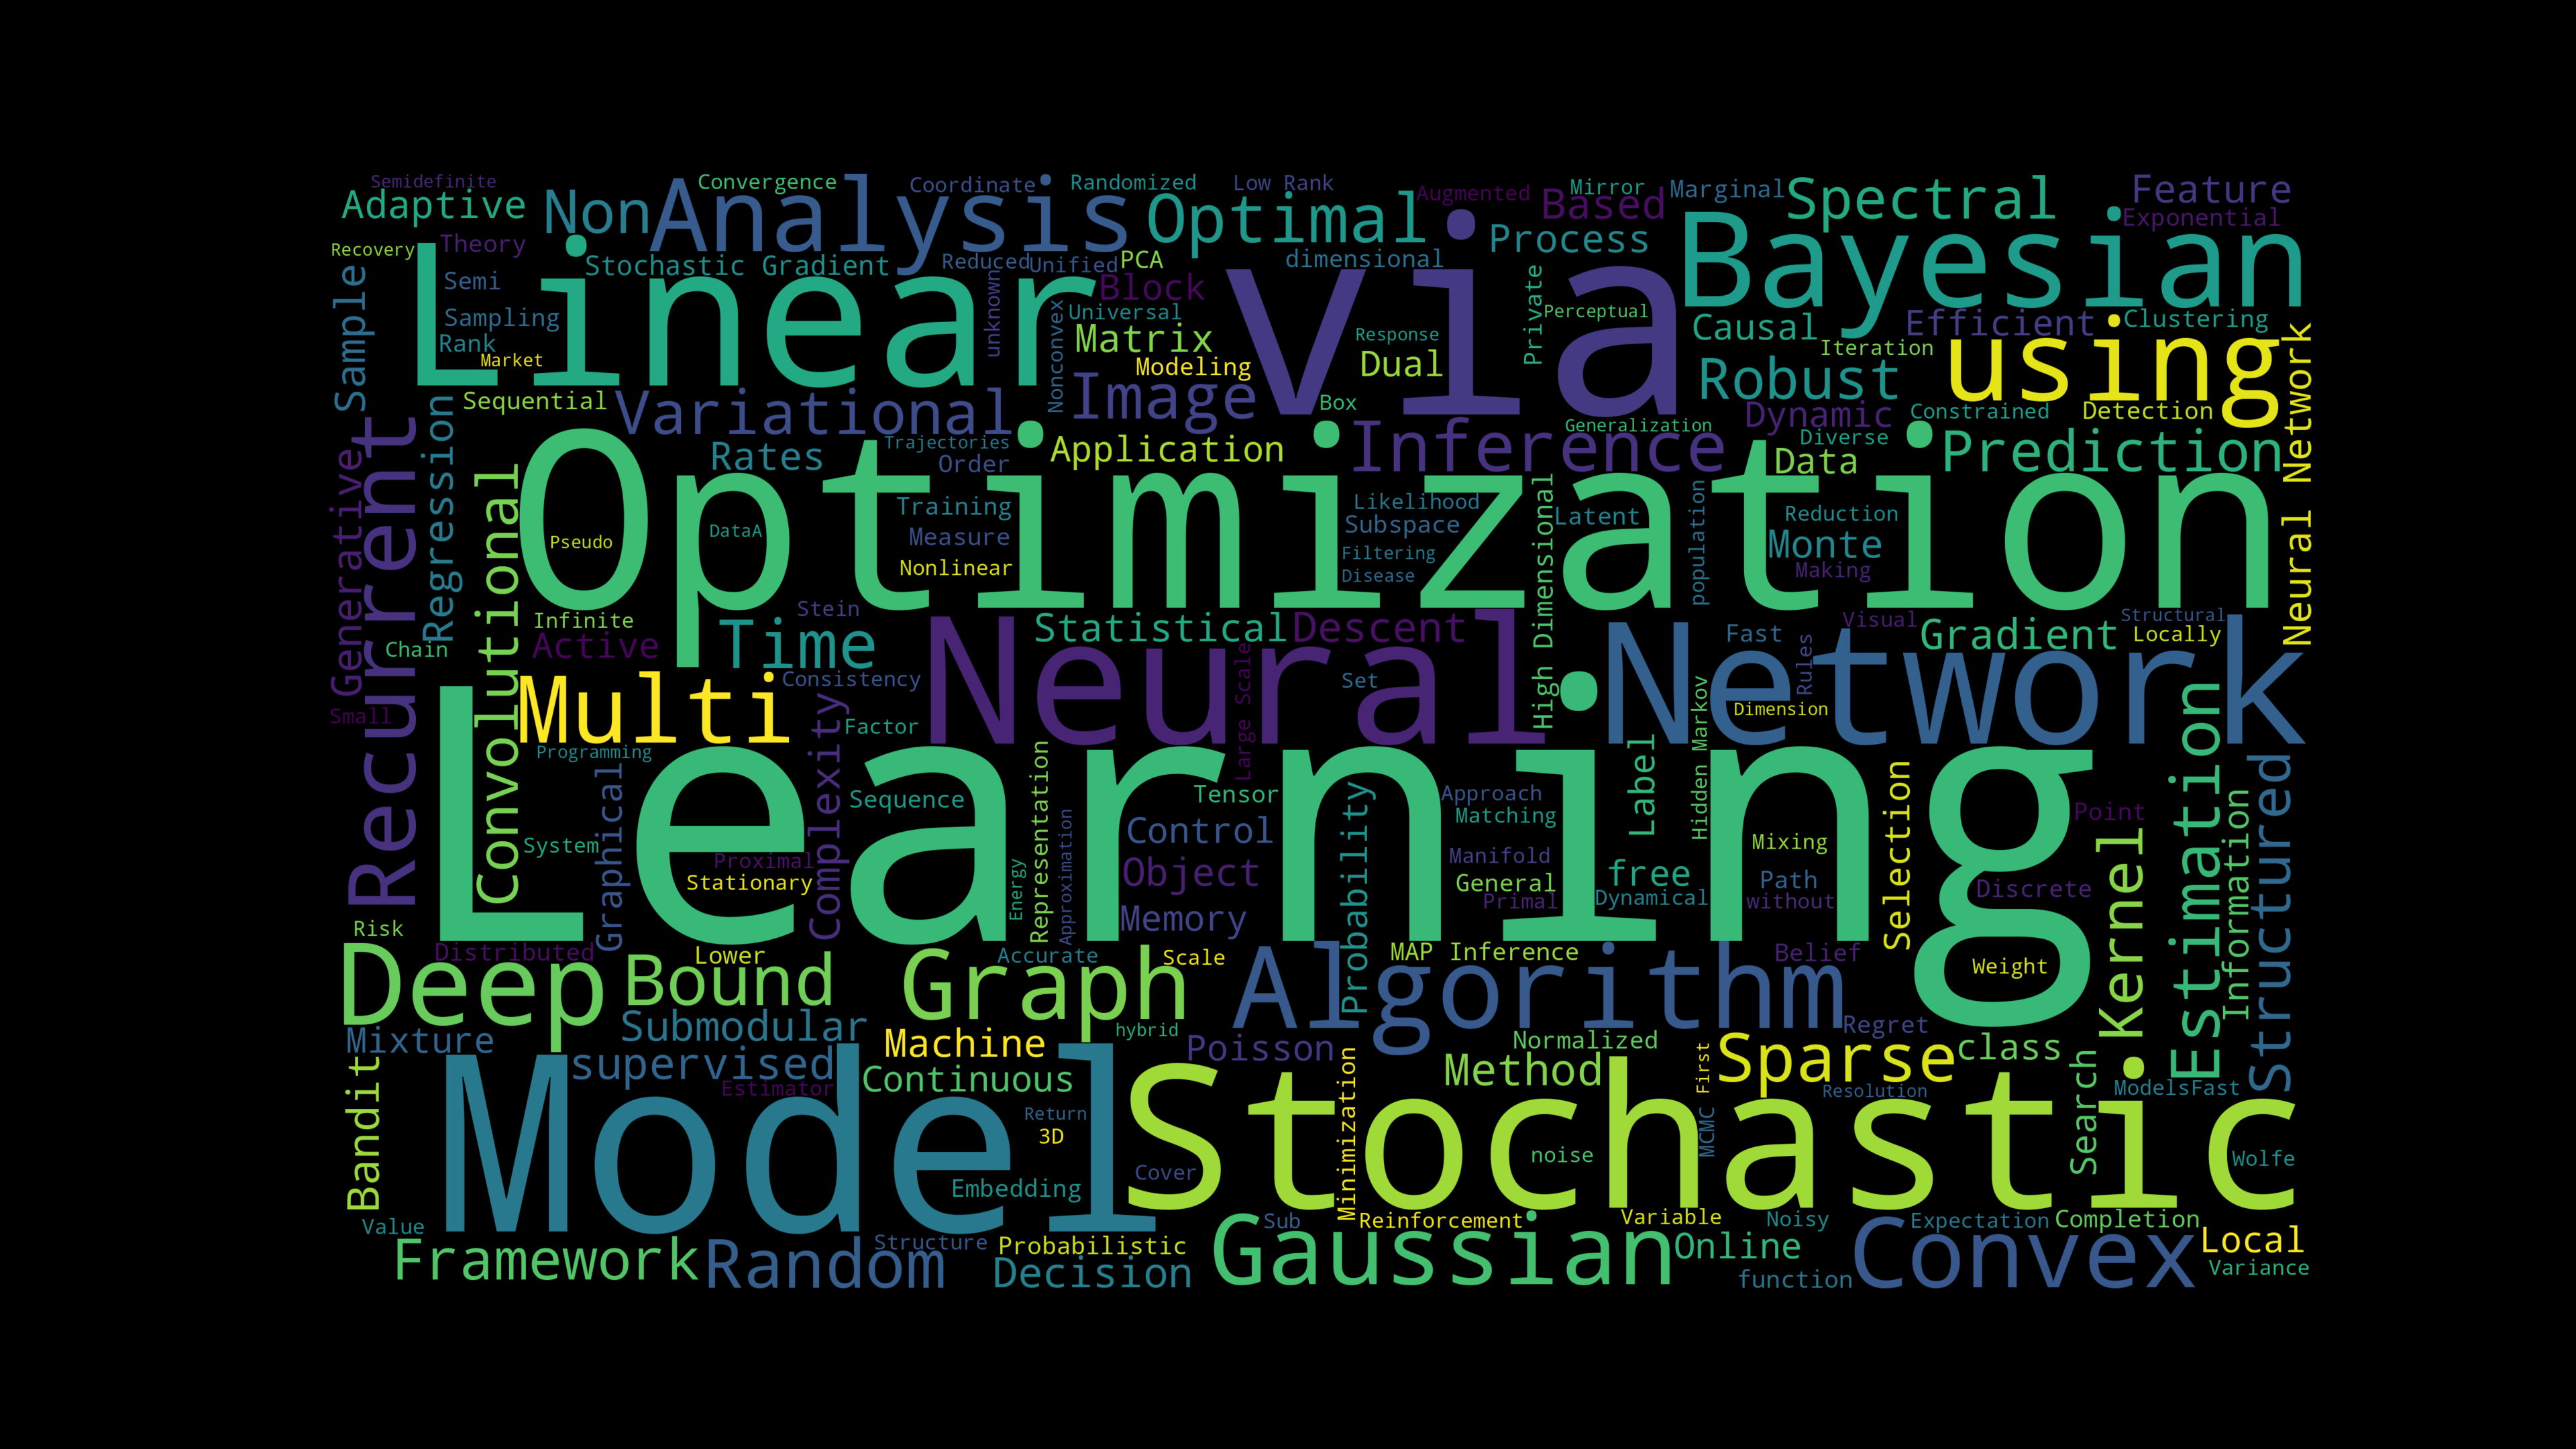 Semidefinite
Convergence
Coordinate
Randomized
Low Rank
Augmented
Mirror
Marginal
Adaptive
Non
Analysis
Optimal
Based
Spectral
Feature
Exponential
Recovery
Theory
Linear
Stochastic Gradient
Reduced
Unified
PCA
dimensional
Process
via
Bayesian
Semi
unknown
Block
Private
Sample
Sampling
Universal
Perceptual
Causal
Efficient
Clustering
Rank
Market
Nonconvex
Matrix
Modeling
Response
Dual
Iteration
Robust
using
Neural Network
Sequential
Variational
Image
Box
Dynamic
Constrained
Detection
Recurrent
Regression
Generative
Convolutional
Rates
Trajectories
Order
Application
Inference
Generalization
Diverse
Data
Prediction
Optimization
Pseudo
DataA
Training
Measure
Nonlinear
Likelihood
Subspace
Filtering
Disease
High Dimensional
Latent
population
Reduction
Monte
Making
Infinite
Chain
Active
Stein
Time
Statistical
Descent
Fast
Rules
Visual
Gradient
Structural
Locally
Small
Multi
Consistency
Neural
Large Scale
Set
Network
Hidden Markov
Dimension
Programming
Complexity
Factor
Estimation
Structured
Learning
System
Graphical
Sequence
Representation
Approximation
Energy
Tensor
Control
Probability
Approach
Matching
Label
Selection
Point
Information
Kernel
Proximal
Stationary
Object
Manifold
General
Primal
free
Dynamical
Mixing
Path
without
Discrete
Risk
Distributed
Memory
Deep
Lower
Bound
Graph
Accurate
Scale
Algorithm
MAP Inference
Belief
Weight
Mixture
Submodular
Machine
hybrid
Poisson
Normalized
Regret
Bandit
supervised
Estimator
Continuous
Method
MCMC
First
Sparse
class
Search
ModelsFast
Resolution
Model
Return
3D
Stochastic
Minimization
noise
Cover
Embedding
Wolfe
Value
Framework
Random
Structure
Probabilistic
Decision
Gaussian
Sub
Reinforcement
Variable
Online
Noisy
function
Convex
Expectation
Completion
Local
Variance